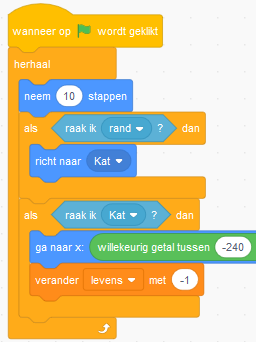 wanneer op wordt geklikt
herhaal
neem 10 stappen
als raak ik rand ? dan
richt naar Kat
als raak ik Kat ? dan
ga naar x: willekeurig getal tussen -240
verander levens met -1